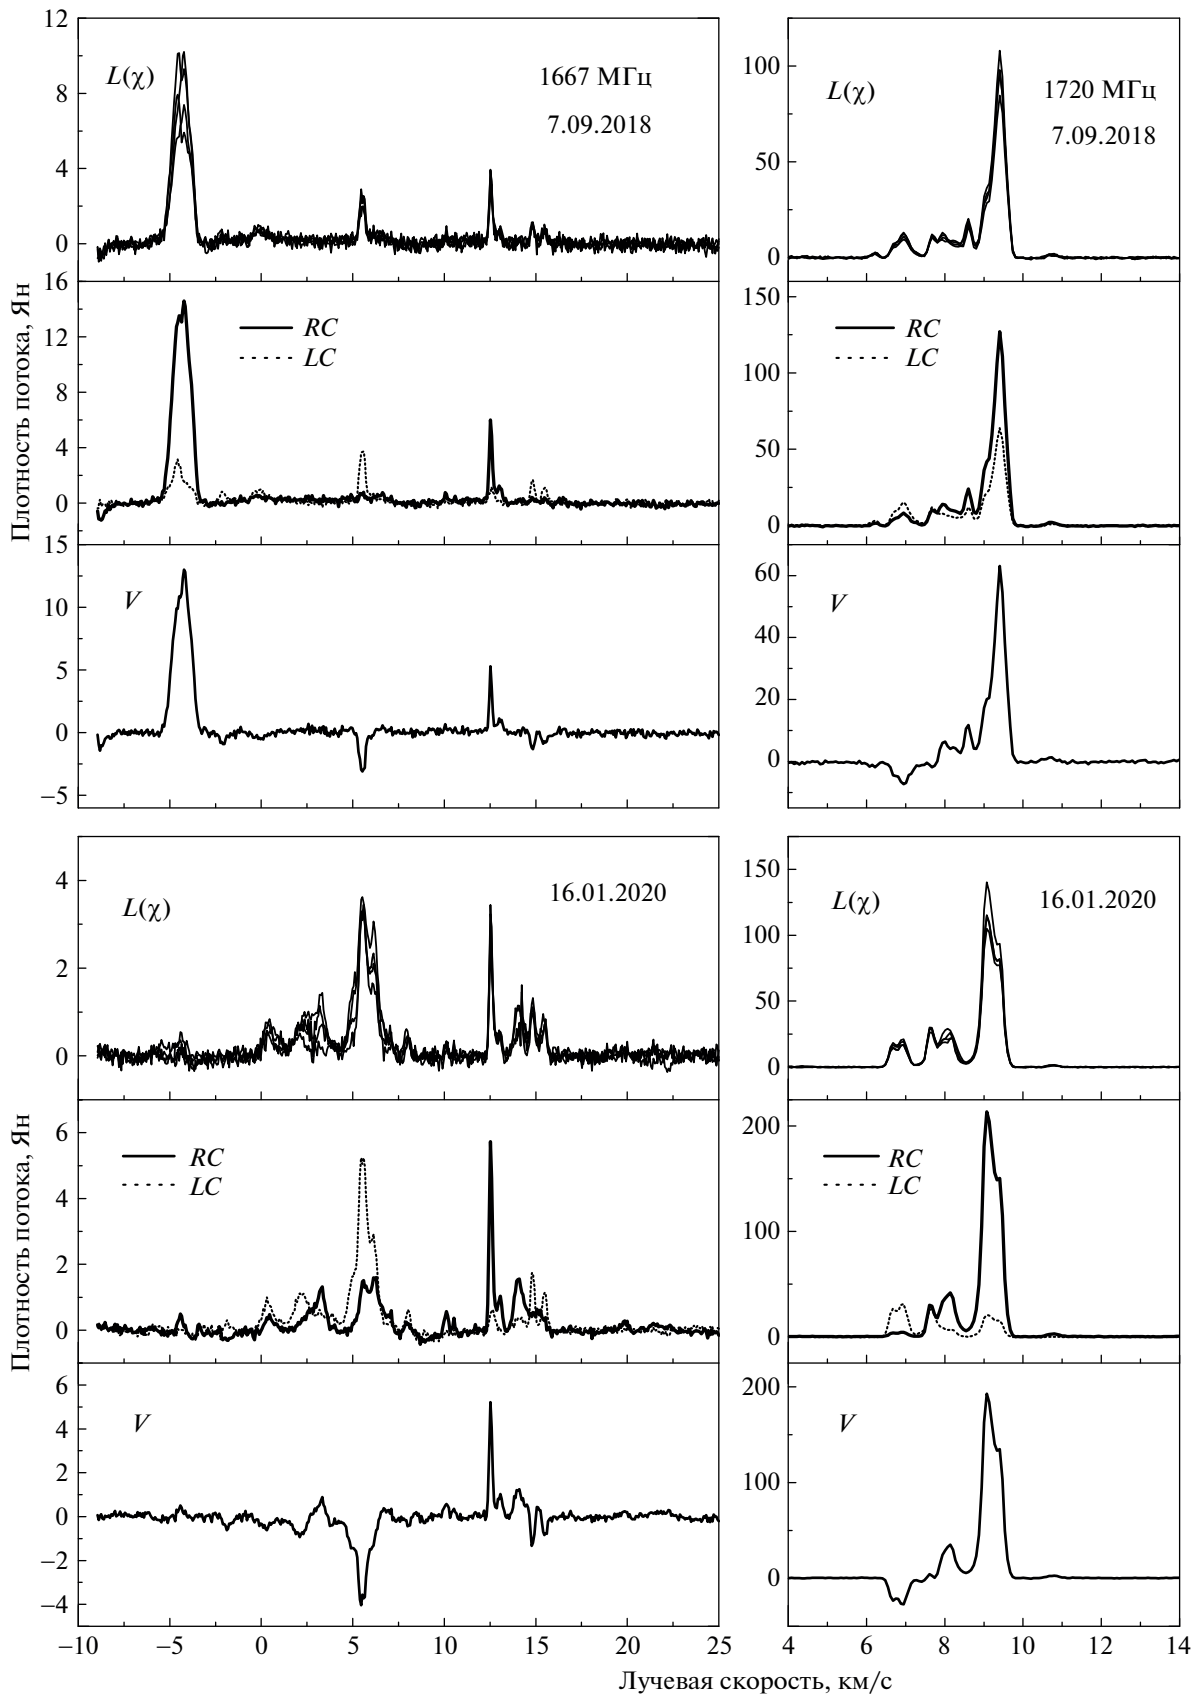 12
8
4
0
L(χ)
1667 МГц
7.09.2018
100
50
0
L(χ)
1720 МГц
7.09.2018
16
12
8
4
0
RC
LC
150
100
50
0
RC
LC
Плотность потока, Ян
15
10
5
0
−5
V
60
40
20
0
V
4
2
0
L(χ)
16.01.2020
150
100
50
0
L(χ)
16.01.2020
6
4
2
0
RC
LC
200
100
0
RC
LC
Плотность потока, Ян
6
4
2
0
−2
−4
V
200
100
0
V
−10 −5 0 5 10 15 20 25
4 6 8 10 12 14
Лучевая скорость, км/с